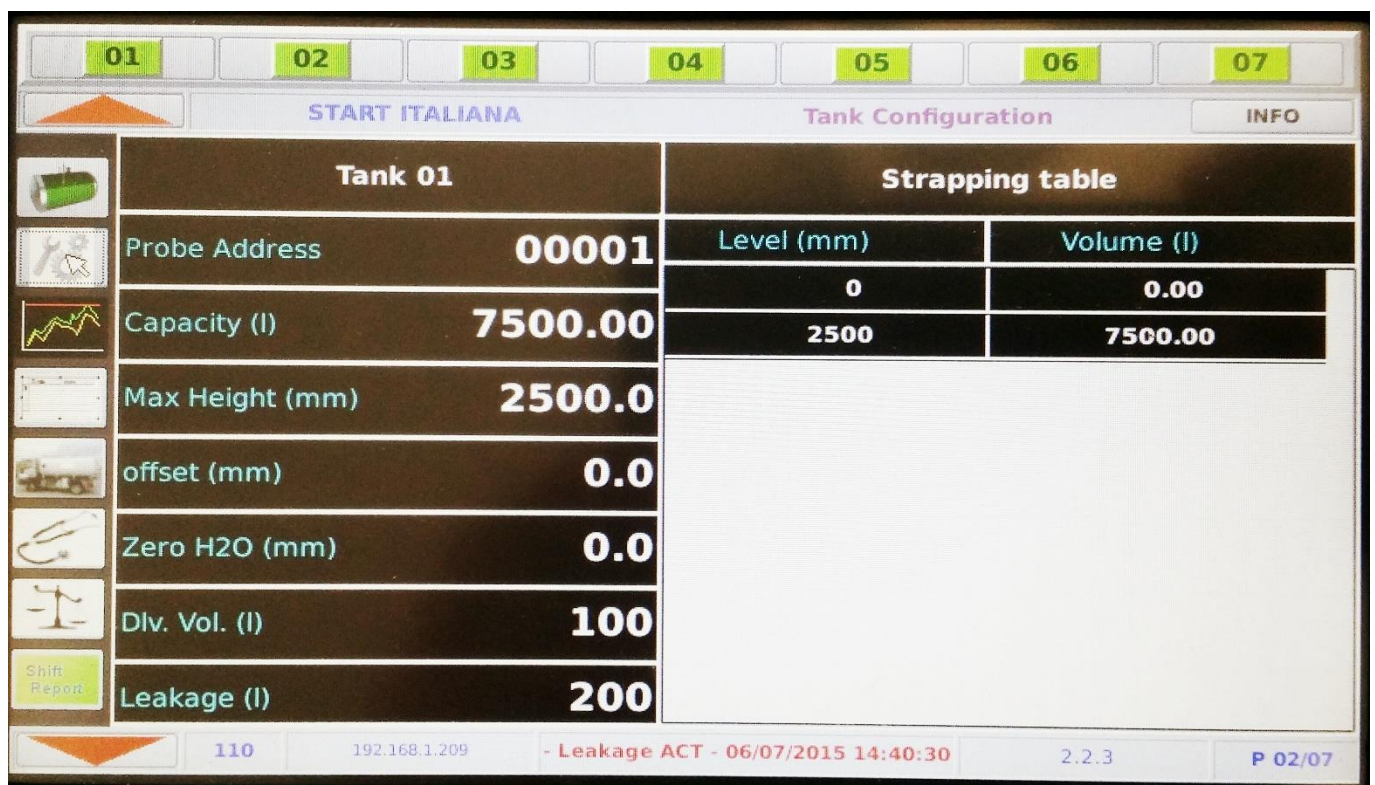 01 02 03 04 05 06 07
START ITALIANA Tank Configuration INFO
Tank 01 Strapping table
Probe Address 00001 Level (mm) Volume (l)
0 0.00
Capacity (l) 7500.00 2500 7500.00
Max Height (mm) 2500.0
offset (mm) 0.0
Zero H2O (mm) 0.0
Dlv. Vol. (l) 100
Shift
Report
Leakage (l) 200
110 192.168.1.209 - Leakage ACT - 06/07/2015 14:40:30 2.2.3 P 02/07